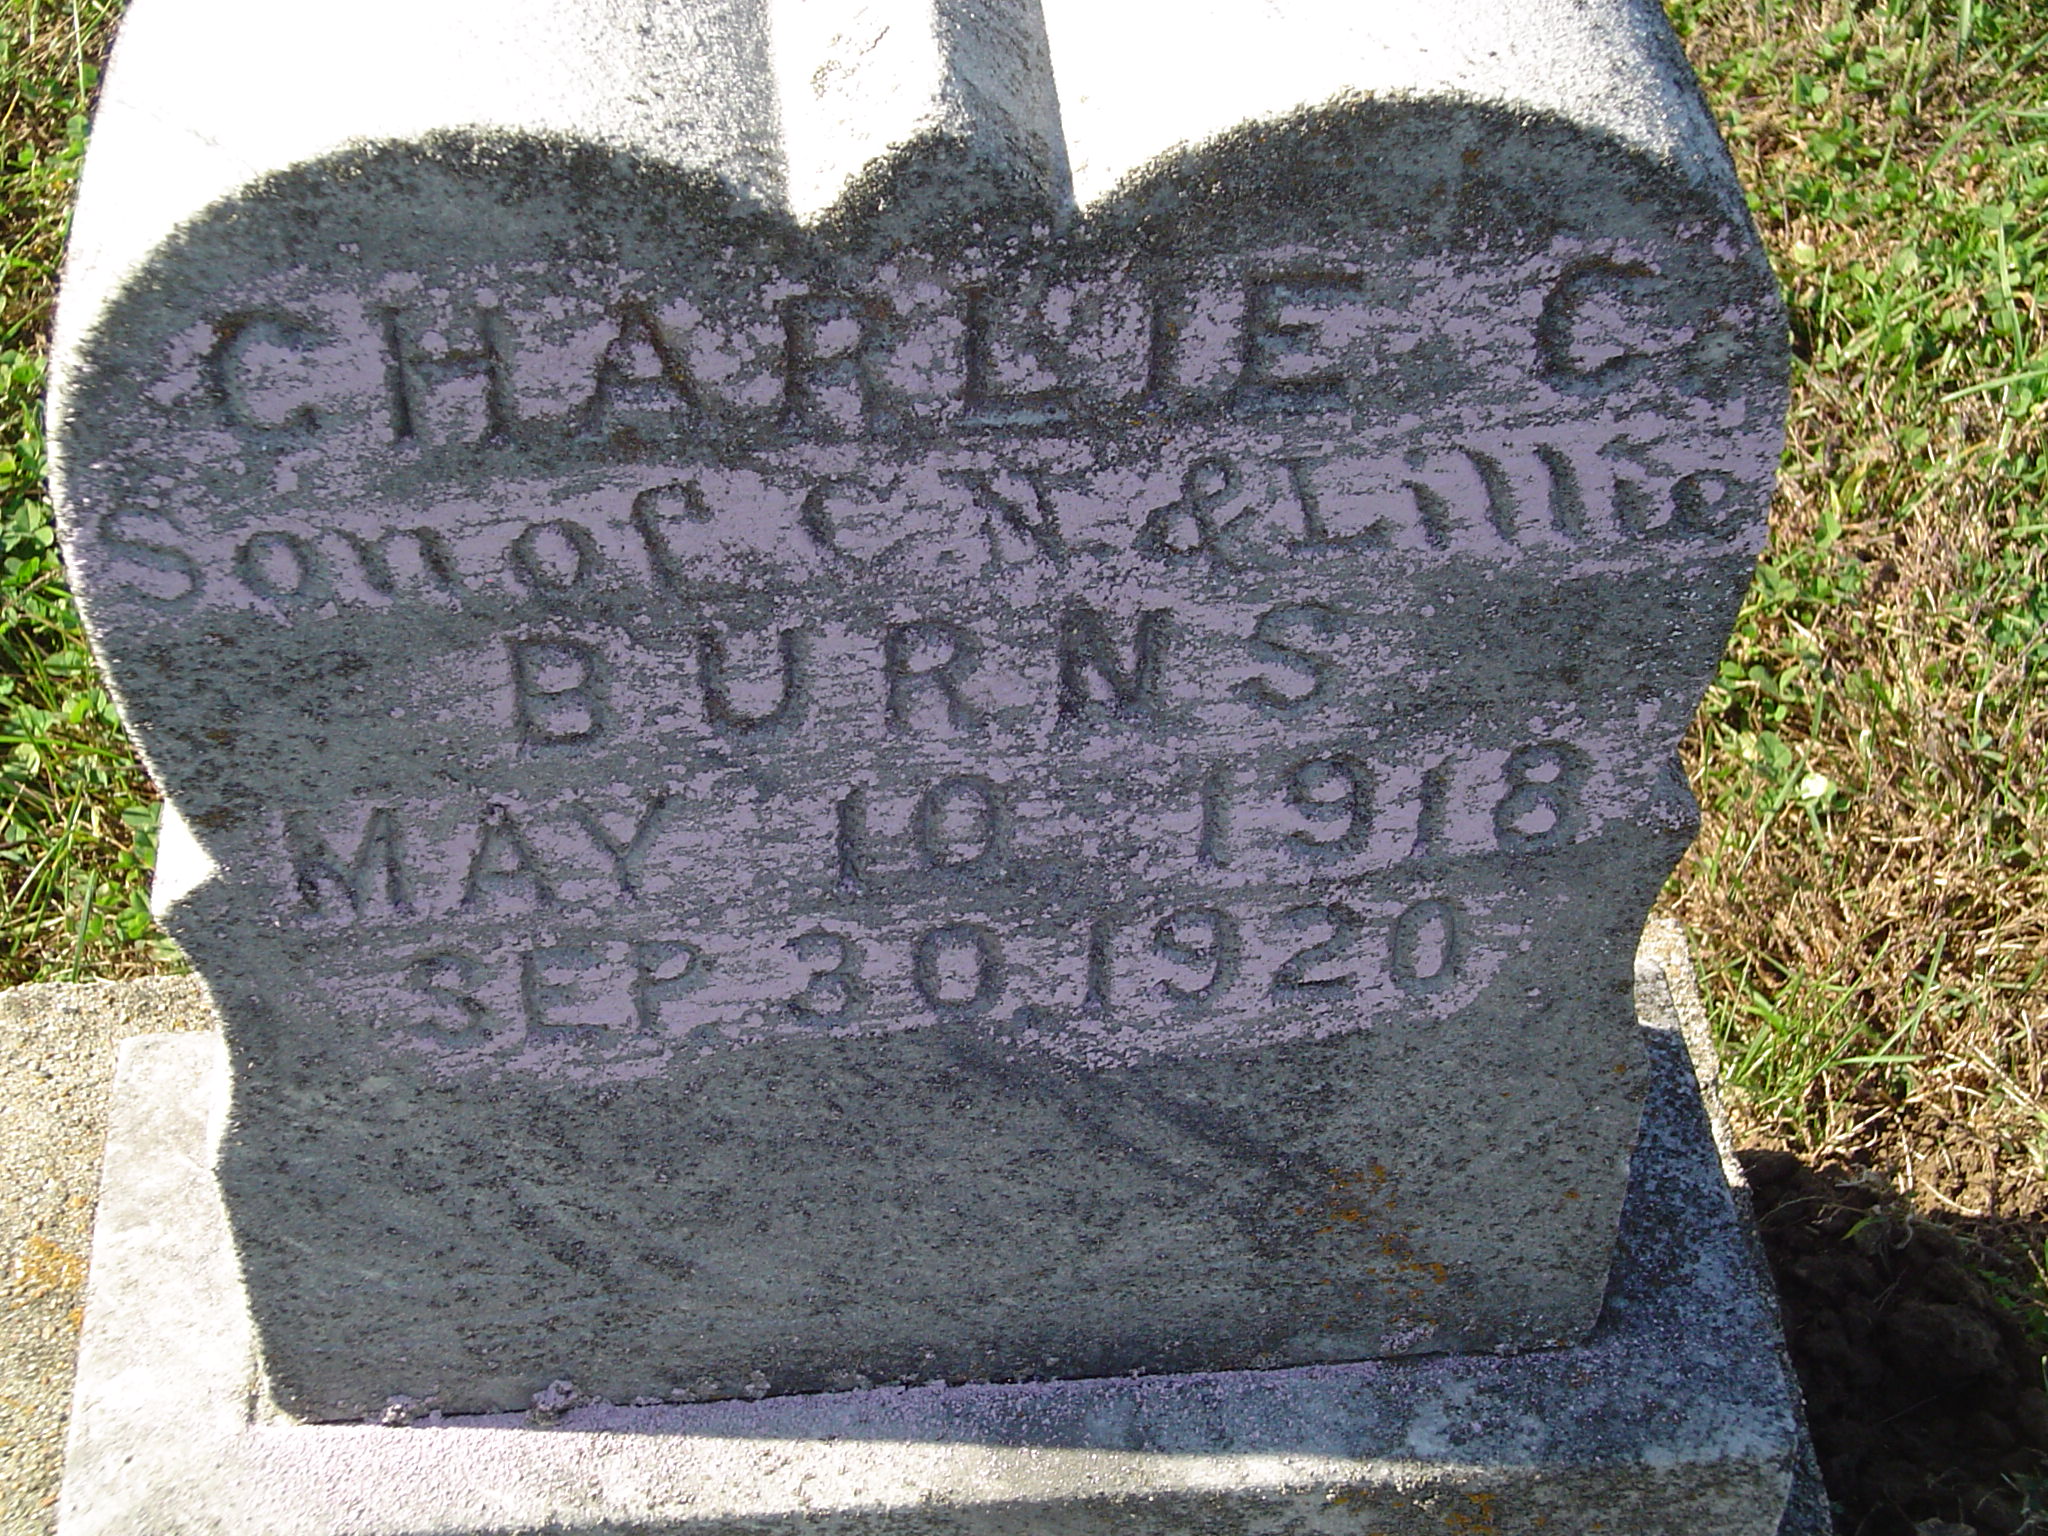 CHARLIE C.
Son of C.N. & Lillie
BURNS
MAY 10 1918
SEP. 30, 1920